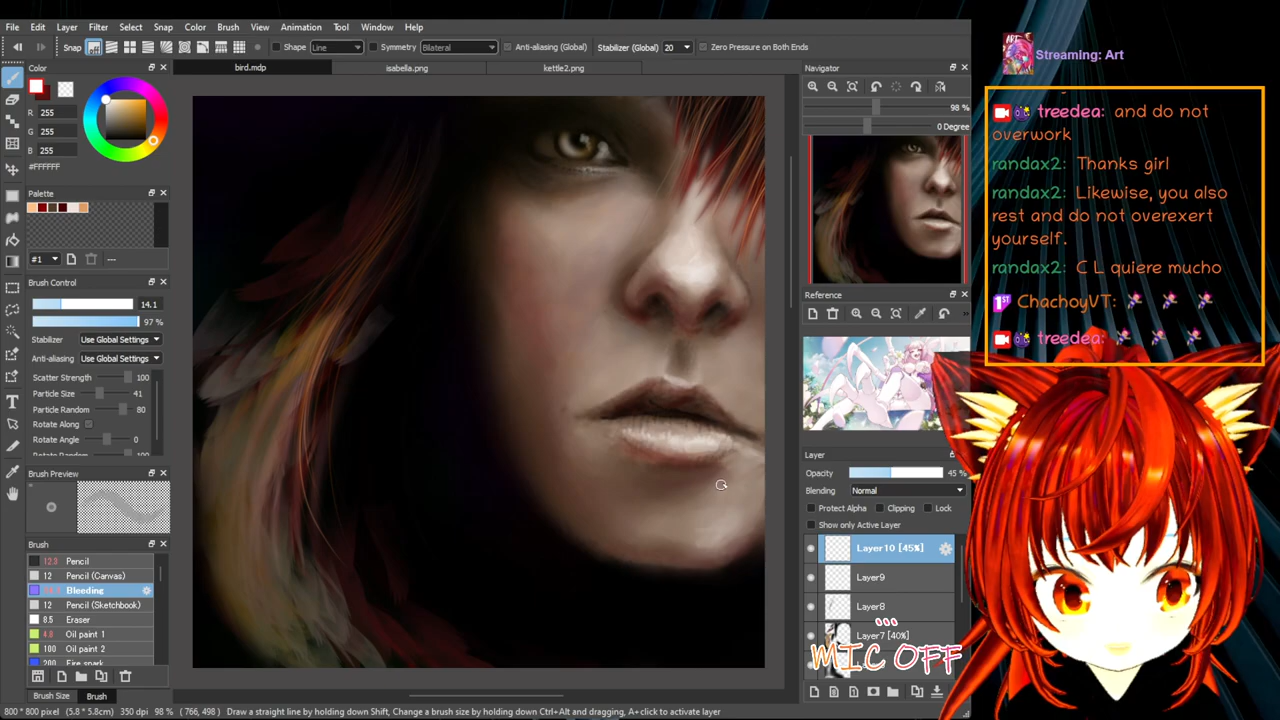 File Edit Layer Filter Select Snap Color Brush View Animation Tool Window Help
Snap off Shape Line Symmetry Bilateral Anti-aliasing (Global) Stabilizer (Global) 20 Zero Pressure on Both Ends
Color
bird.mdp isabella.png kettle2.png
R 255
G 255
B 255
#FFFFFF
Palette
#1 ---
Brush Control
14.1
97 %
Stabilizer Use Global Settings
Anti-aliasing Use Global Settings
Scatter Strength 100
Particle Size 41
Particle Random 80
Rotate Along
Rotate Angle 0
Brush Preview
Brush
12.3 Pencil
12 Pencil (Canvas)
Bleeding
12 Pencil (Sketchbook)
8.5 Eraser
4.8 Oil paint 1
100 Oil paint 2
200 Fire spark
Brush Size Brush
800 * 800 pixel (5.8 * 5.8cm) 350 dpi 98 % ( 766, 498 ) Draw a straight line by holding down Shift, Change a brush size by holding down Ctrl+Alt and dragging, A+click to activate layer
Navigator
98 %
0 Degree
Reference
Layer
Opacity 45 %
Blending Normal
Protect Alpha Clipping Lock
Show only Active Layer
Layer10 [45%]
Layer9
Layer8
Layer7 [40%]
MIC OFF
ART
Streaming: Art
treedea: and do not
overwork
randax2: Thanks girl
randax2: Likewise, you also
rest and do not overexert
yourself.
randax2: C L quiere mucho
1ST ChachoyVT:
treedea: